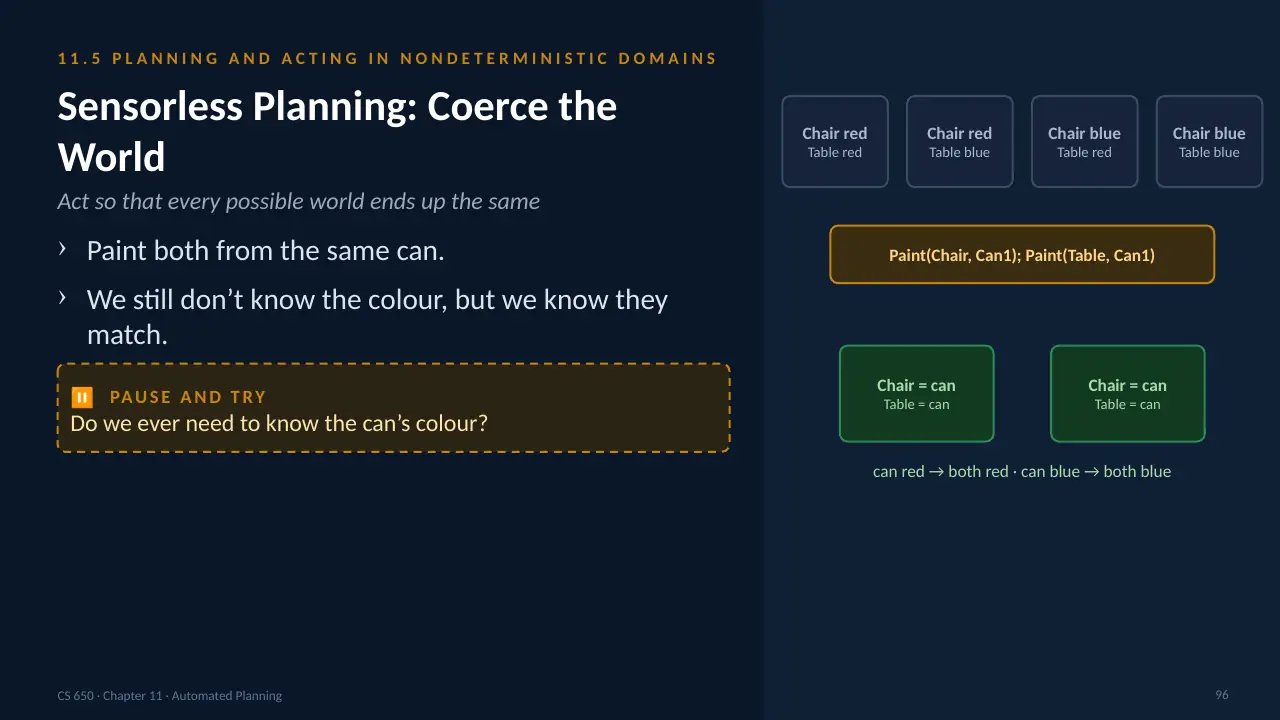 11.5 PLANNING AND ACTING IN NONDETERMINISTIC DOMAINS
Sensorless Planning: Coerce the
World
Act so that every possible world ends up the same
› Paint both from the same can.
› We still don’t know the colour, but we know they
match.
⏸ PAUSE AND TRY
Do we ever need to know the can’s colour?
Chair red
Table red
Chair red
Table blue
Chair blue
Table red
Chair blue
Table blue
Paint(Chair, Can1); Paint(Table, Can1)
Chair = can
Table = can
Chair = can
Table = can
can red → both red · can blue → both blue
CS 650 · Chapter 11 · Automated Planning
96